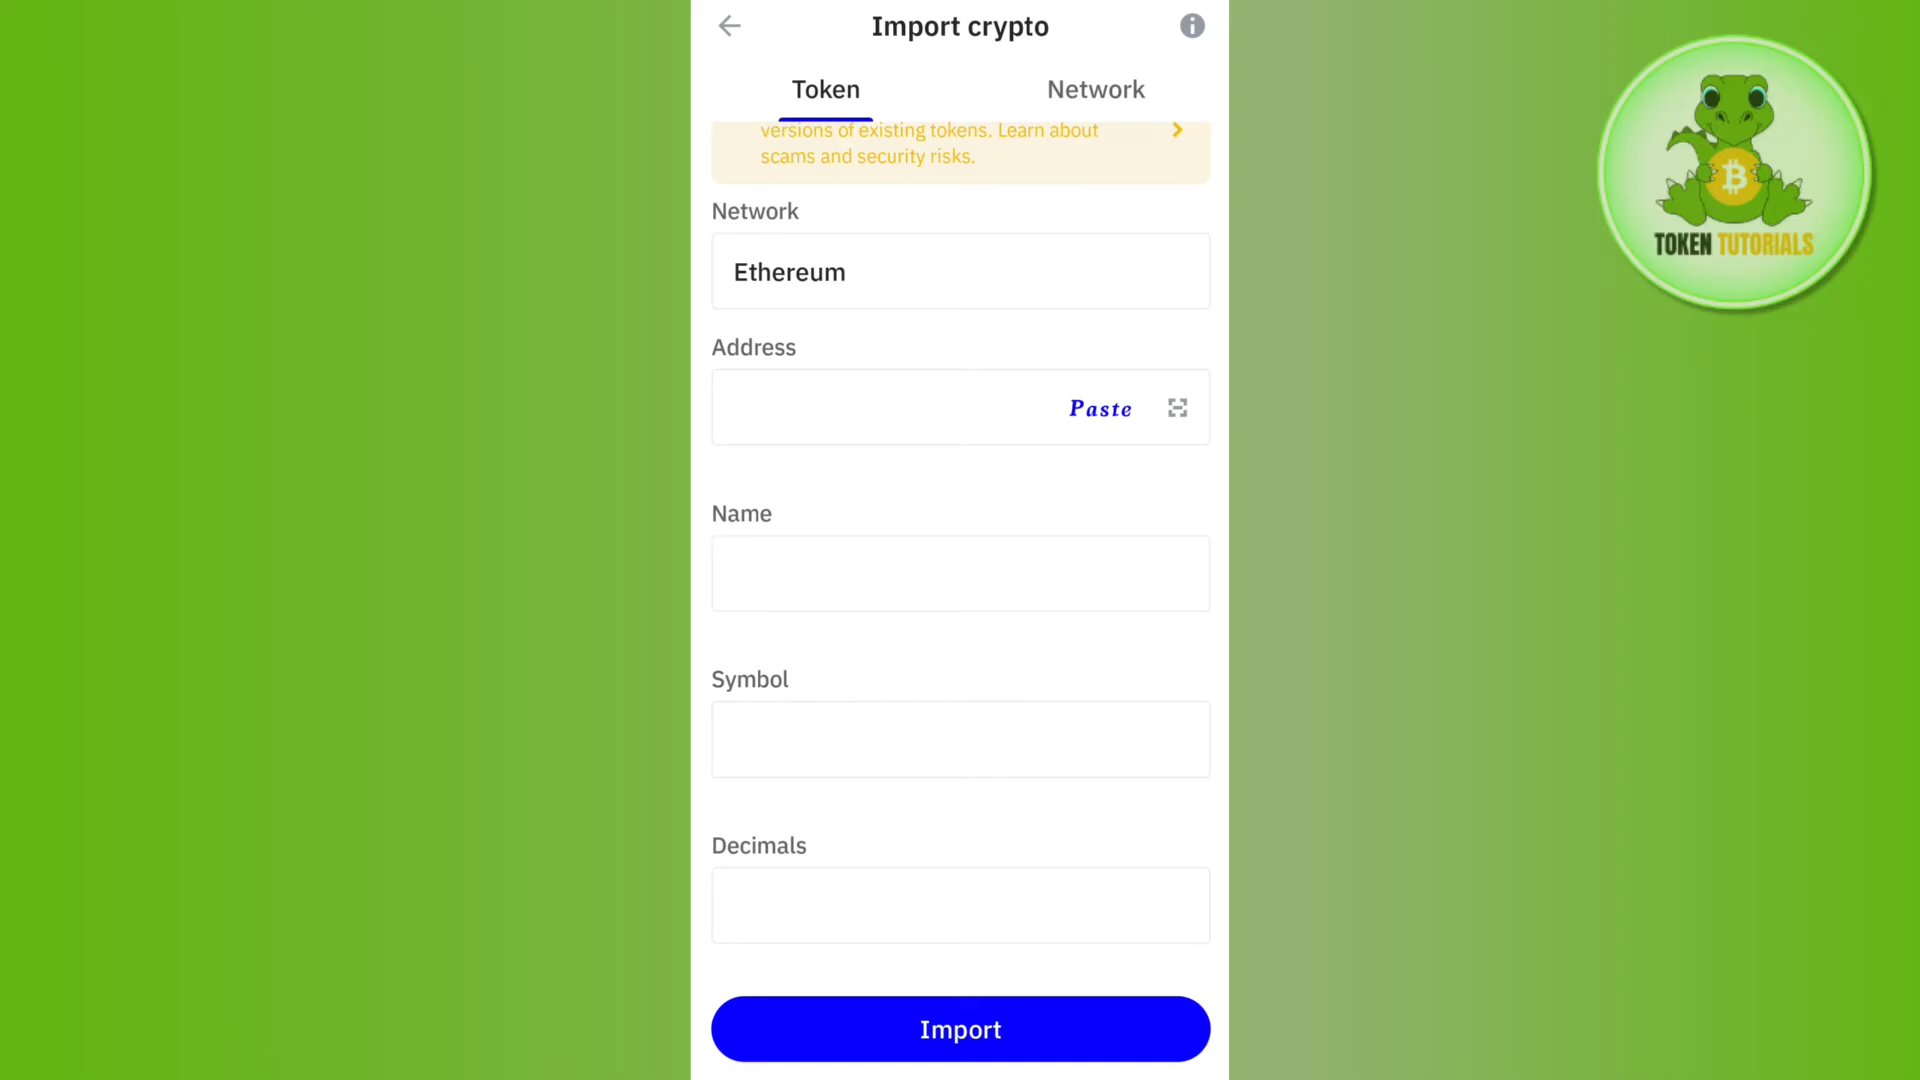 Import crypto
Token
Network
versions of existing tokens. Learn about
scams and security risks.
Network
Ethereum
Address
Paste
Name
Symbol
Decimals
Import
TOKEN TUTORIALS